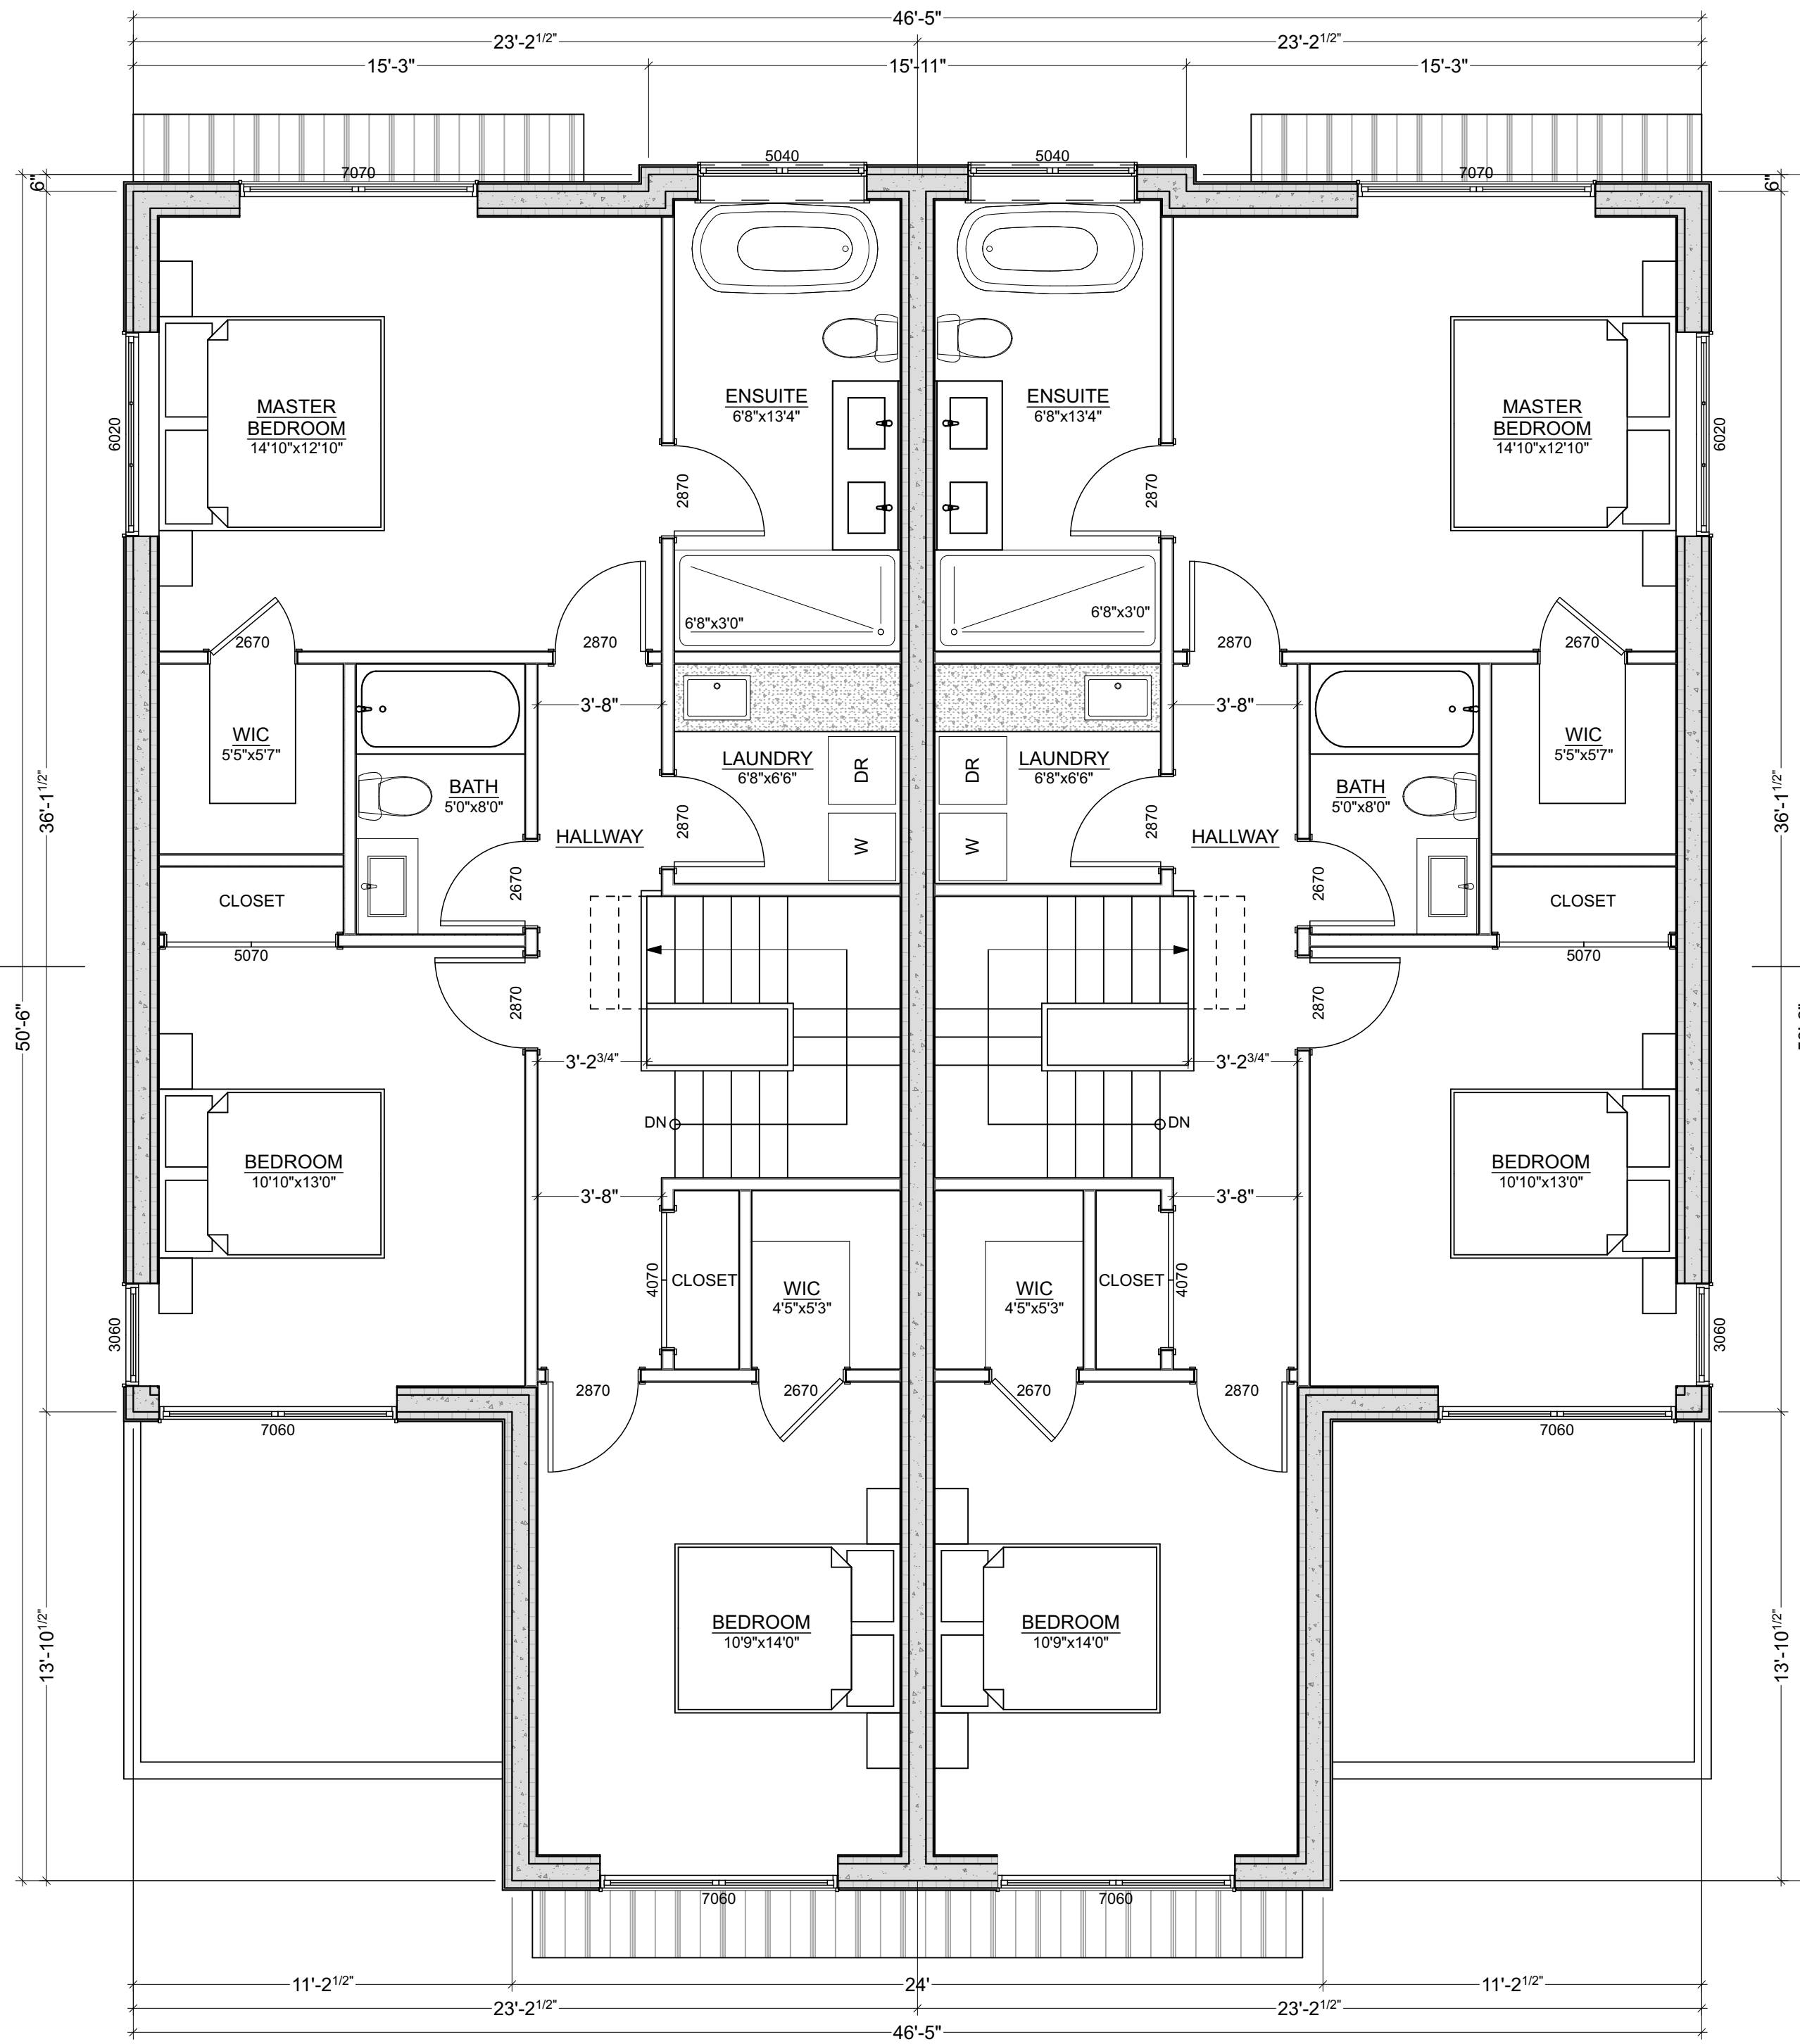 46'-5"
23'-2 1/2" 23'-2 1/2"
15'-3" 15'-11" 15'-3"
5040 5040
7070 7070
6" 6"
ENSUITE ENSUITE
6'8"x13'4" 6'8"x13'4"
MASTER MASTER
BEDROOM BEDROOM
14'10"x12'10" 14'10"x12'10"
6020 6020
2870 2870
6'8"x3'0" 6'8"x3'0"
2670 2870 2870 2670
3'-8" 3'-8"
WIC WIC
5'5"x5'7" 5'5"x5'7"
LAUNDRY DR DR LAUNDRY
6'8"x6'6" 6'8"x6'6"
BATH BATH
5'0"x8'0" 5'0"x8'0"
36'-1 1/2" 36'-1 1/2"
2870 2870
HALLWAY W W HALLWAY
2670 2670
CLOSET CLOSET
5070 5070
2870 2870
50'-6"
3'-2 3/4" 3'-2 3/4"
DN DN
BEDROOM BEDROOM
10'10"x13'0" 10'10"x13'0"
3'-8" 3'-8"
4070 CLOSET CLOSET 4070
WIC WIC
4'5"x5'3" 4'5"x5'3"
3060 3060
2870 2670 2670 2870
7060 7060
BEDROOM BEDROOM
10'9"x14'0" 10'9"x14'0"
13'-10 1/2" 13'-10 1/2"
7060 7060
11'-2 1/2" 24' 11'-2 1/2"
23'-2 1/2" 23'-2 1/2"
46'-5"